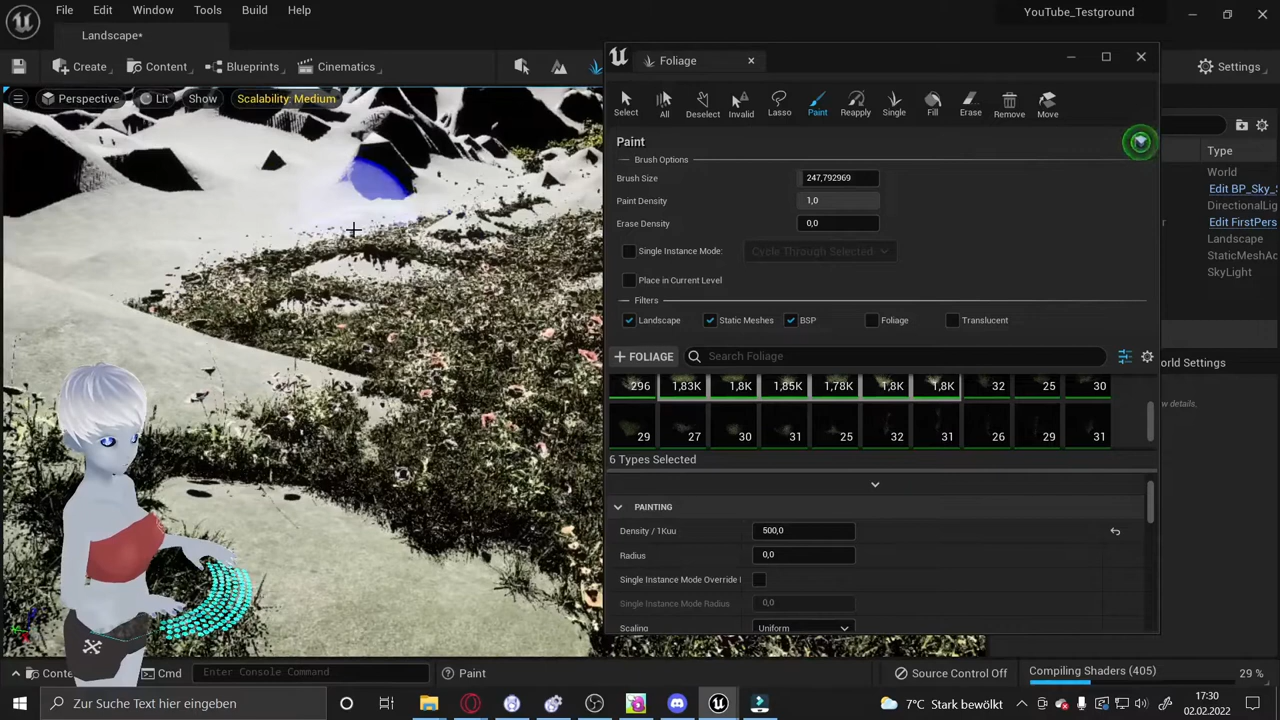 File Edit Window Tools Build Help
YouTube_Testground
Landscape*
Foliage
Create
Content
Blueprints
Cinematics
Settings
Perspective
Lit
Show
Scalability: Medium
Select
All
Deselect
Invalid
Lasso
Paint
Reapply
Single
Fill
Erase
Remove
Move
Paint
Brush Options
Brush Size 247,792969
Paint Density 1,0
Erase Density 0,0
Single Instance Mode: Cycle Through Selected
Place in Current Level
Filters
Landscape Static Meshes BSP Foliage Translucent
+ FOLIAGE Search Foliage
296 1,83K 1,8K 1,85K 1,78K 1,8K 1,8K 32 25 30
29 27 30 31 25 32 31 26 29 31
6 Types Selected
PAINTING
Density / 1Kuu 500,0
Radius 0,0
Single Instance Mode Override
Single Instance Mode Radius 0,0
Scaling Uniform
Type
World
Edit BP_Sky_S
DirectionalLig
Edit FirstPers
Landscape
StaticMeshAc
SkyLight
orld Settings
w details.
Conte
Cmd
Enter Console Command
Paint
Source Control Off
Compiling Shaders (405) 29 %
Zur Suche Text hier eingeben
7°C Stark bewölkt
17:30
02.02.2022